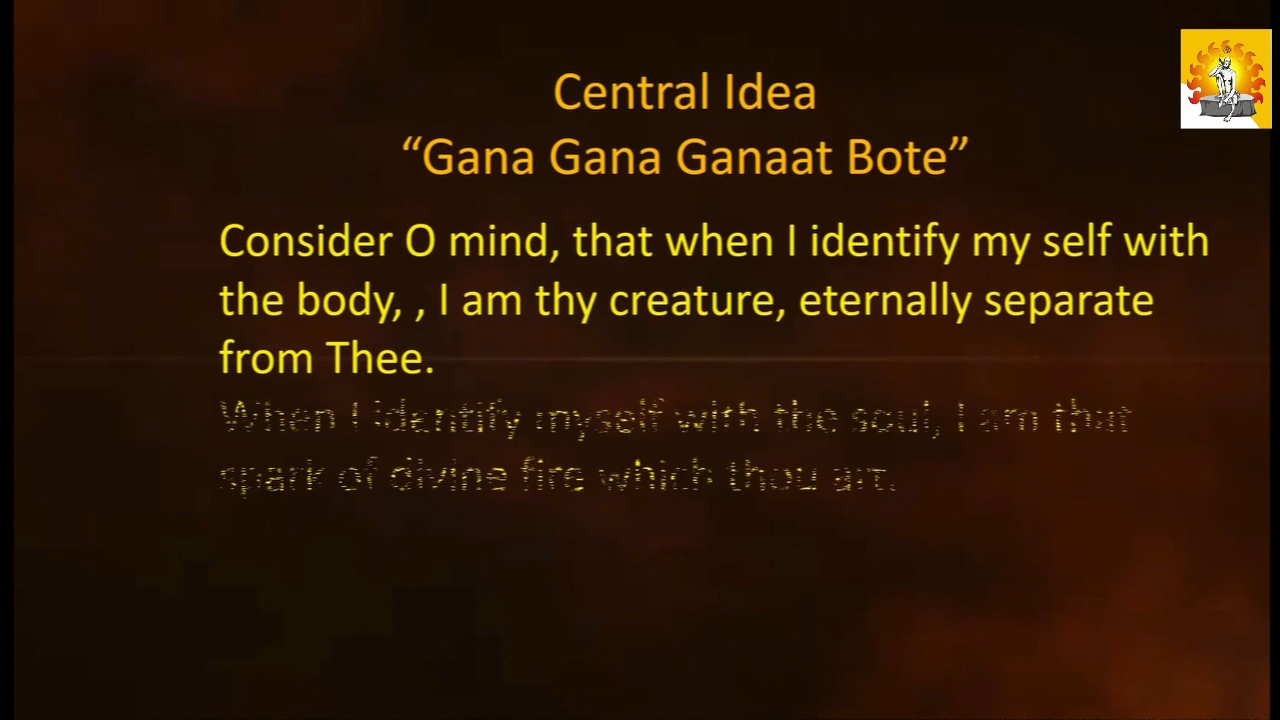 Central Idea
“Gana Gana Ganaat Bote”
Consider O mind, that when I identify my self with
the body, , I am thy creature, eternally separate
from Thee.
When I identify myself with the soul, I am that
spark of divine fire which thou art.